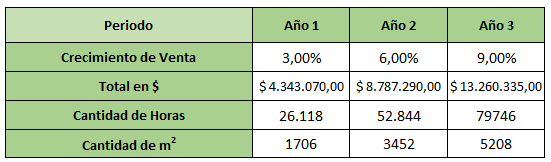 Periodo Año 1 Año 2 Año 3
Crecimiento de Venta 3,00% 6,00% 9,00%
Total en $ $ 4.343.070,00 $ 8.787.290,00 $ 13.260.335,00
Cantidad de Horas 26.118 52.844 79746
Cantidad de m² 1706 3452 5208